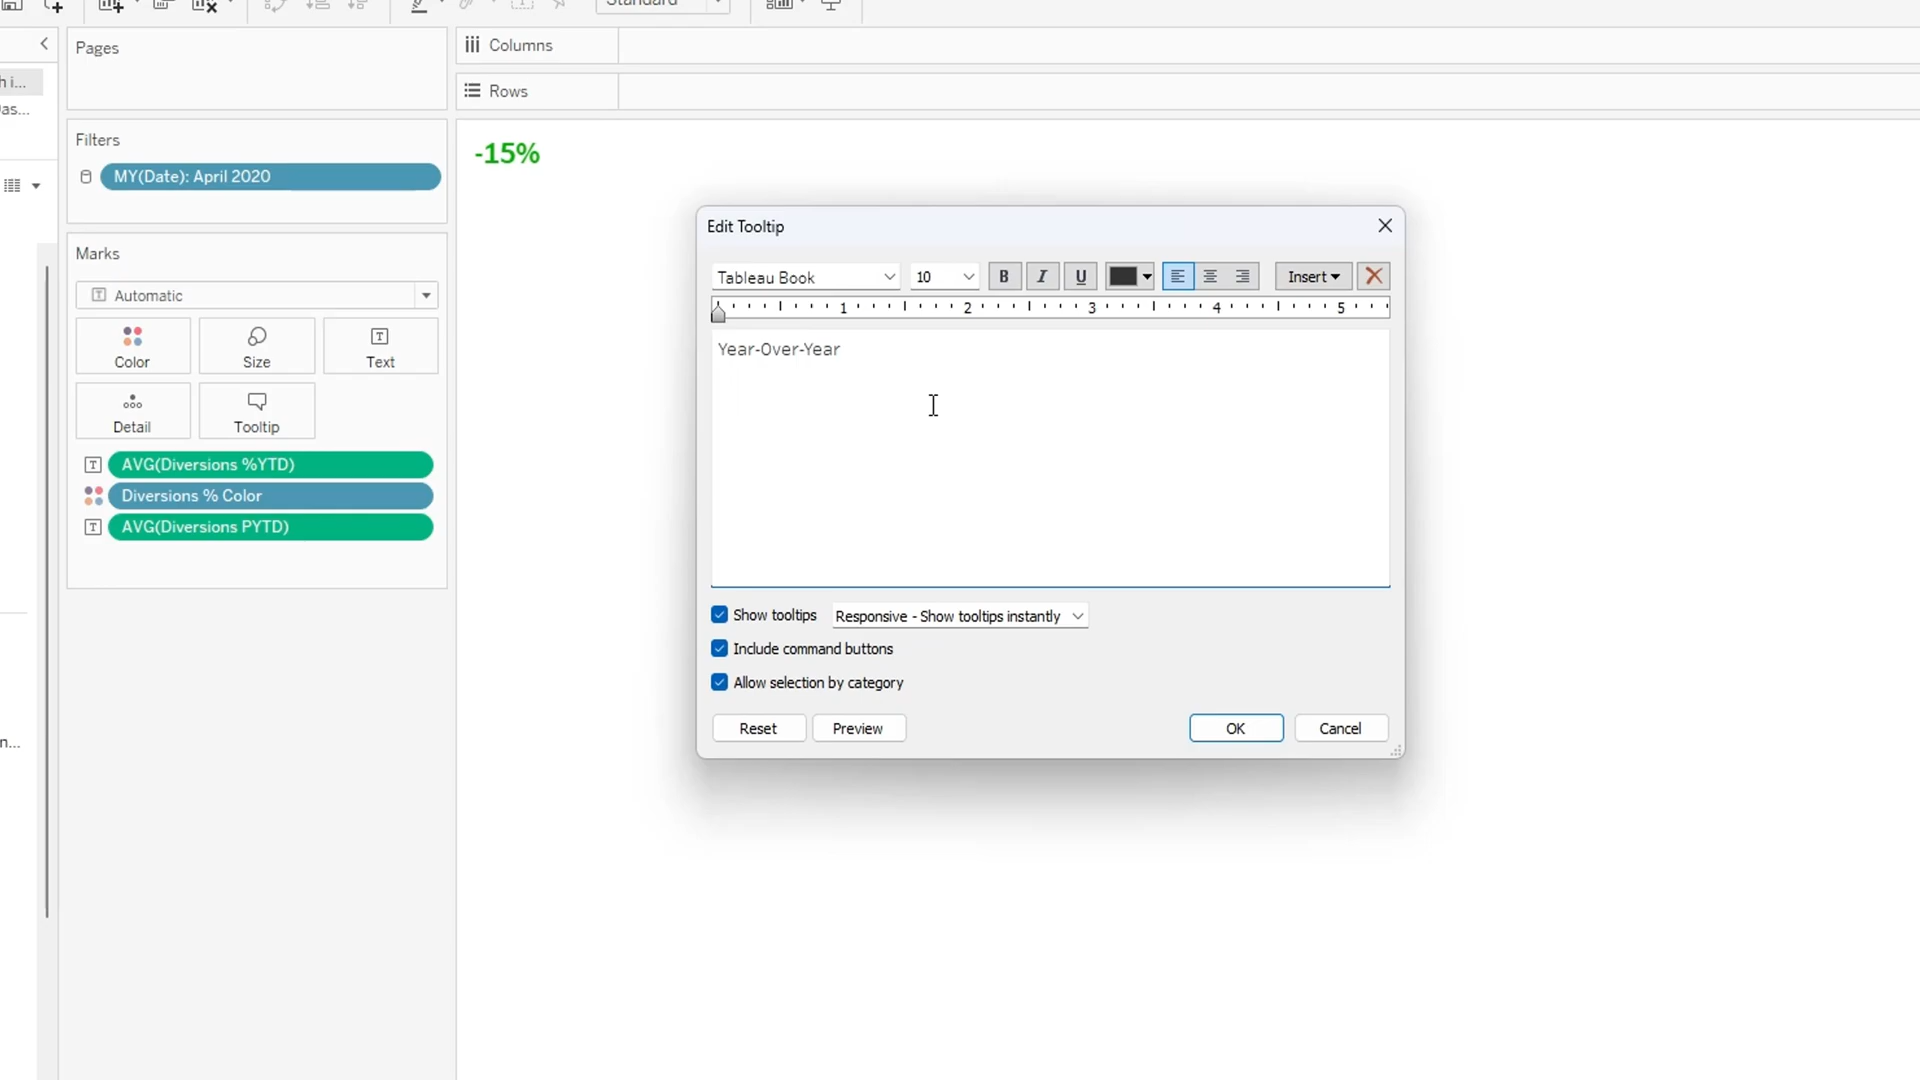 Standard
Pages
Columns
h i...
Rows
Das...
Filters
MY(Date): April 2020
-15%
Marks
Automatic
Color
Size
Text
Detail
Tooltip
AVG(Diversions %YTD)
Diversions % Color
AVG(Diversions PYTD)
n...
Edit Tooltip
Tableau Book
10
B
I
U
Insert
1
2
3
4
5
Year-Over-Year
Show tooltips
Responsive - Show tooltips instantly
Include command buttons
Allow selection by category
Reset
Preview
OK
Cancel